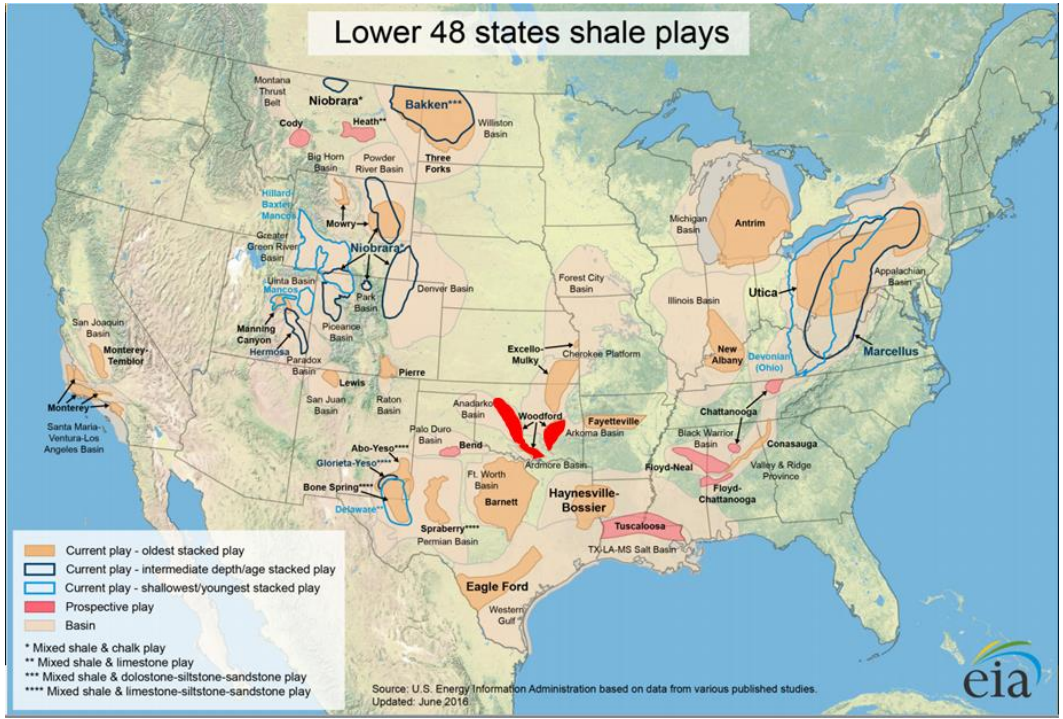 Lower 48 states shale plays
Montana
Thrust
Belt
Niobrara*
Bakken***
Cody
Heath**
Williston
Basin
Big Horn
Basin
Powder
River Basin
Three
Forks
Hillard-
Baxter-
Mancos
Mowry
Greater
Green River
Basin
Niobrara*
Michigan
Basin
Antrim
Uinta Basin
Mancos
Park
Basin
Denver Basin
Forest City
Basin
Illinois Basin
Utica
Appalachian
Basin
San Joaquin
Basin
Monterey-
Temblor
Manning
Canyon
Hermosa
Piceance
Basin
Paradox
Basin
Excello-
Mulky
Cherokee Platform
New
Albany
Devonian
(Ohio)
Marcellus
Monterey
Santa Maria-
Ventura-Los
Angeles Basin
Lewis
San Juan
Basin
Pierre
Raton
Basin
Anadarko
Basin
Woodford
Arkoma Basin
Fayetteville
Chattanooga
Black Warrior
Basin
Conasauga
Valley & Ridge
Province
Palo Duro
Basin
Bend
Abo-Yeso****
Glorieta-Yeso****
Bone Spring****
Delaware**
Ardmore Basin
Ft. Worth
Basin
Barnett
Floyd-Neal
Floyd-
Chattanooga
Haynesville-
Bossier
Spraberry****
Permian Basin
Tuscaloosa
TX-LA-MS Salt Basin
Eagle Ford
Western
Gulf
Current play - oldest stacked play
Current play - intermediate depth/age stacked play
Current play - shallowest/youngest stacked play
Prospective play
Basin
* Mixed shale & chalk play
** Mixed shale & limestone play
*** Mixed shale & dolostone-siltstone-sandstone play
**** Mixed shale & limestone-siltstone-sandstone play
Source: U.S. Energy Information Administration based on data from various published studies.
Updated: June 2016
eia